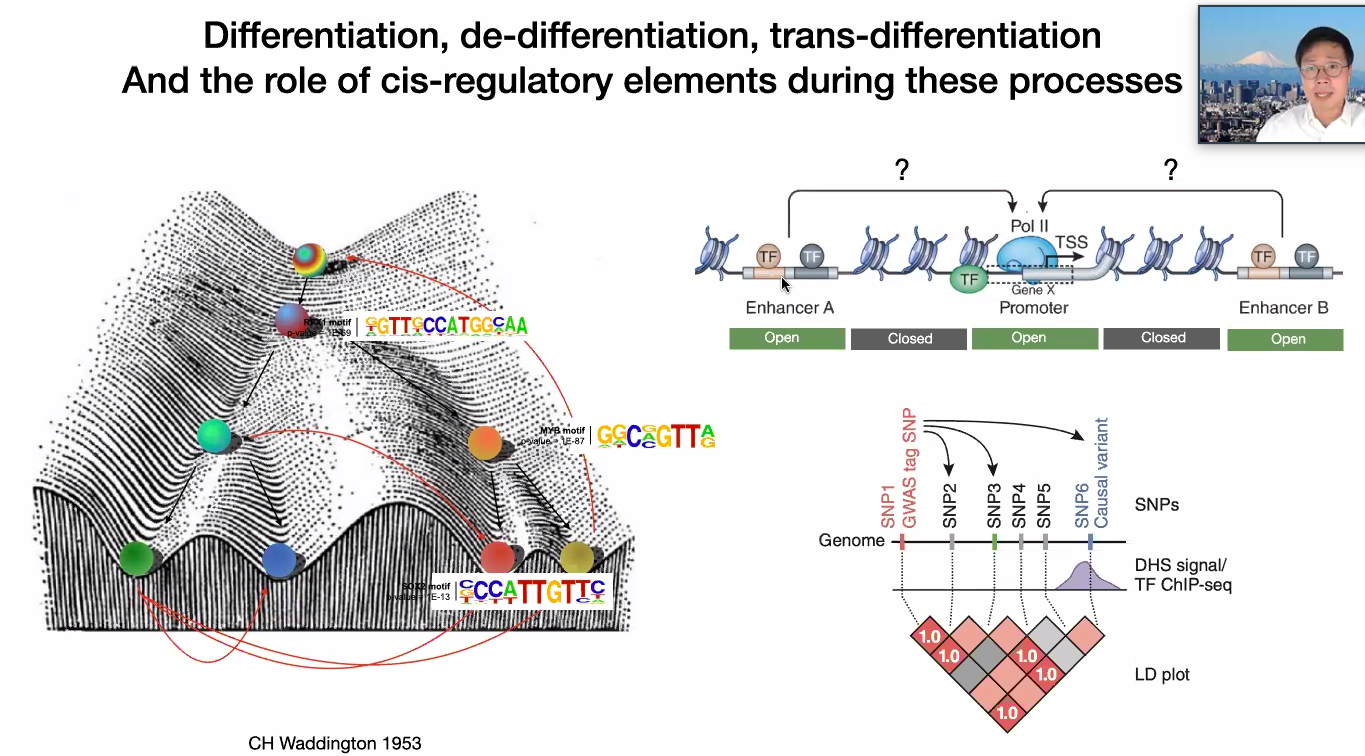 Differentiation, de-differentiation, trans-differentiation
And the role of cis-regulatory elements during these processes
motif
p-value = 1E-69
GGTTGCCATGGCAA
MYB motif
p-value = 1E-87
GGCAGTTA
SOX2 motif
p-value = 1E-13
CCCATTGTTC
CH Waddington 1953
?
?
Pol II
TSS
TF
TF
TF
TF
TF
Gene X
Enhancer A
Promoter
Enhancer B
Open
Closed
Open
Closed
Open
SNP1
GWAS tag SNP
SNP2
SNP3
SNP4
SNP5
SNP6
Causal variant
SNPs
Genome
DHS signal/
TF ChIP-seq
1.0
1.0
1.0
1.0
1.0
LD plot